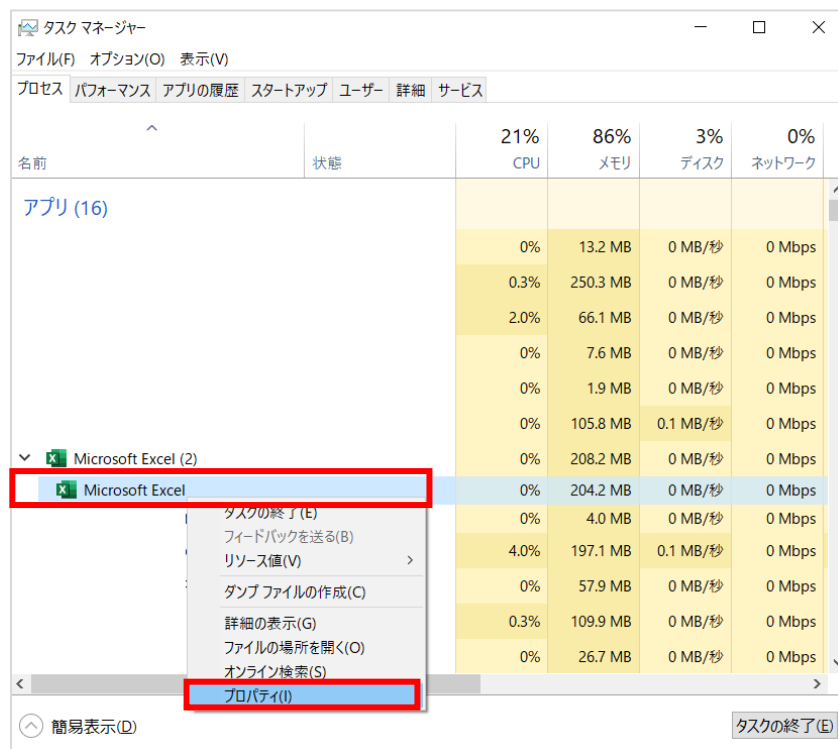 タスク マネージャー
ファイル(F) オプション(O) 表示(V)
プロセス パフォーマンス アプリの履歴 スタートアップ ユーザー 詳細 サービス
21% 86% 3% 0%
名前 状態 CPU メモリ ディスク ネットワーク
アプリ (16)
0% 13.2 MB 0 MB/秒 0 Mbps
0.3% 250.3 MB 0 MB/秒 0 Mbps
2.0% 66.1 MB 0 MB/秒 0 Mbps
0% 7.6 MB 0 MB/秒 0 Mbps
0% 1.9 MB 0 MB/秒 0 Mbps
0% 105.8 MB 0.1 MB/秒 0 Mbps
Microsoft Excel (2) 0% 208.2 MB 0 MB/秒 0 Mbps
Microsoft Excel 0% 204.2 MB 0 MB/秒 0 Mbps
タスクの終了(E) 0% 4.0 MB 0 MB/秒 0 Mbps
フィードバックを送る(B)
リソース値(V) 4.0% 197.1 MB 0.1 MB/秒 0 Mbps
ダンプ ファイルの作成(C) 0% 57.9 MB 0 MB/秒 0 Mbps
詳細の表示(G) 0.3% 109.9 MB 0 MB/秒 0 Mbps
ファイルの場所を開く(O)
オンライン検索(S) 0% 26.7 MB 0 MB/秒 0 Mbps
プロパティ(I)
簡易表示(D) タスクの終了(E)